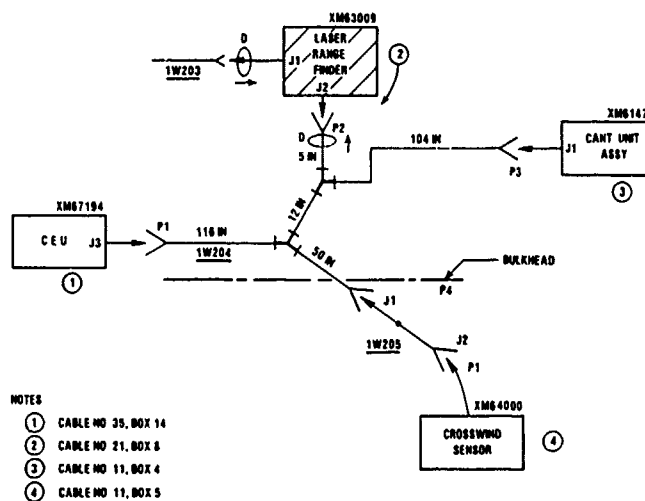 XM63009
D
J1
LASER
RANGE
FINDER
J2
2
1W203
D
P2
5 IN
104 IN
P3
XM6147
J1
CANT UNIT
ASSY
3
12 IN
XM67194
CEU
J3
P1
116 IN
1W204
1
50 IN
BULKHEAD
P4
J1
1W205
J2
P1
XM64000
CROSSWIND
SENSOR
4
NOTES
1 CABLE NO 35, BOX 14
2 CABLE NO 21, BOX 8
3 CABLE NO 11, BOX 4
4 CABLE NO 11, BOX 5